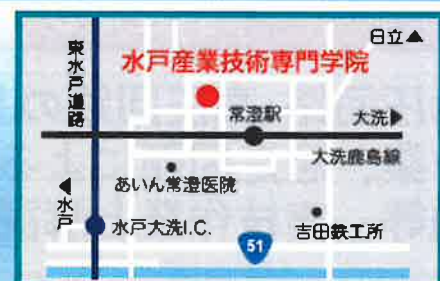 日立▲
東水戸道路
水戸産業技術専門学院
常澄駅
大洗▶
大洗鹿島線
◀水戸
あいん常澄医院
水戸大洗I.C.
吉田鉄工所
51